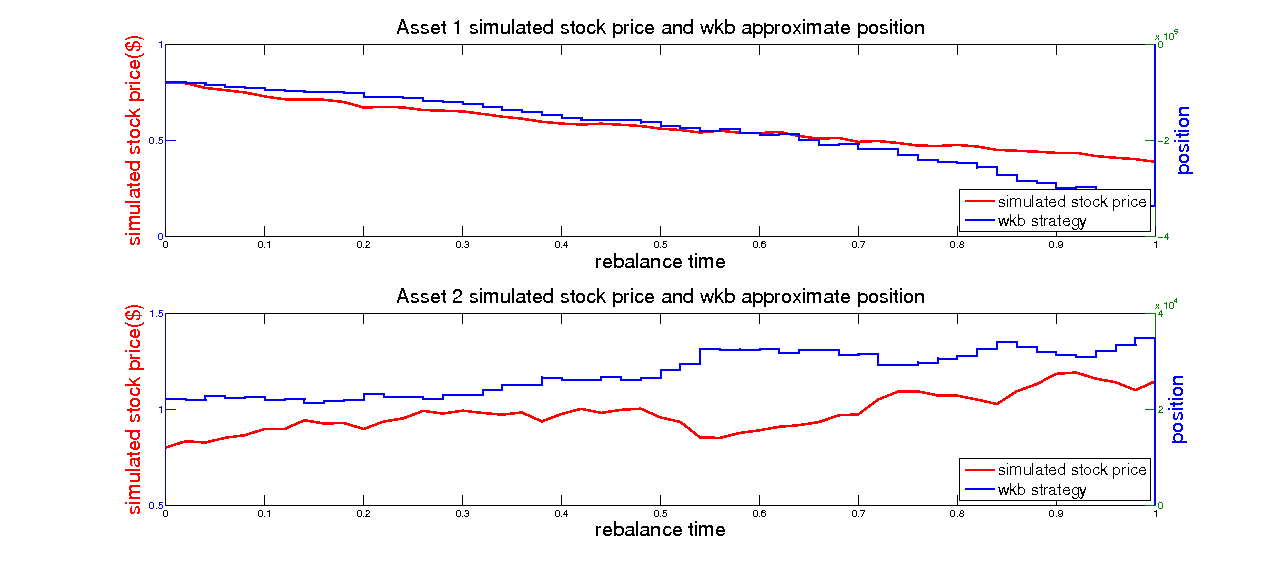 Asset 1 simulated stock price and wkb approximate position
x 10^5
simulated stock price($)
position
1
0.5
0
0
−2
−4
simulated stock price
wkb strategy
0 0.1 0.2 0.3 0.4 0.5 0.6 0.7 0.8 0.9 1
rebalance time
Asset 2 simulated stock price and wkb approximate position
x 10^4
simulated stock price($)
position
1.5
1
0.5
4
2
0
simulated stock price
wkb strategy
0 0.1 0.2 0.3 0.4 0.5 0.6 0.7 0.8 0.9 1
rebalance time